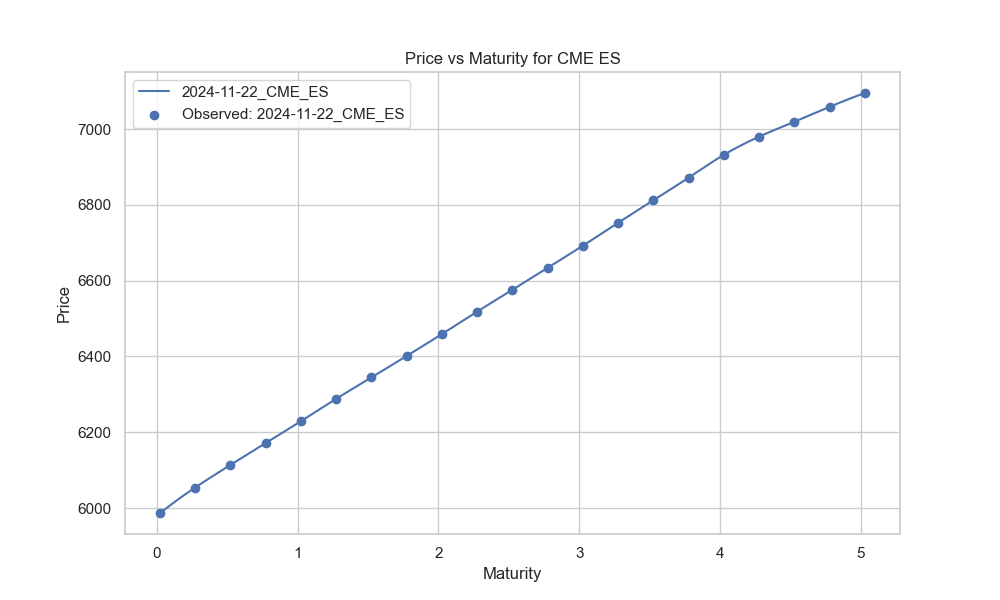 Price vs Maturity for CME ES
2024-11-22_CME_ES
Observed: 2024-11-22_CME_ES
7000
6800
6600
6400
6200
6000
Price
0 1 2 3 4 5
Maturity